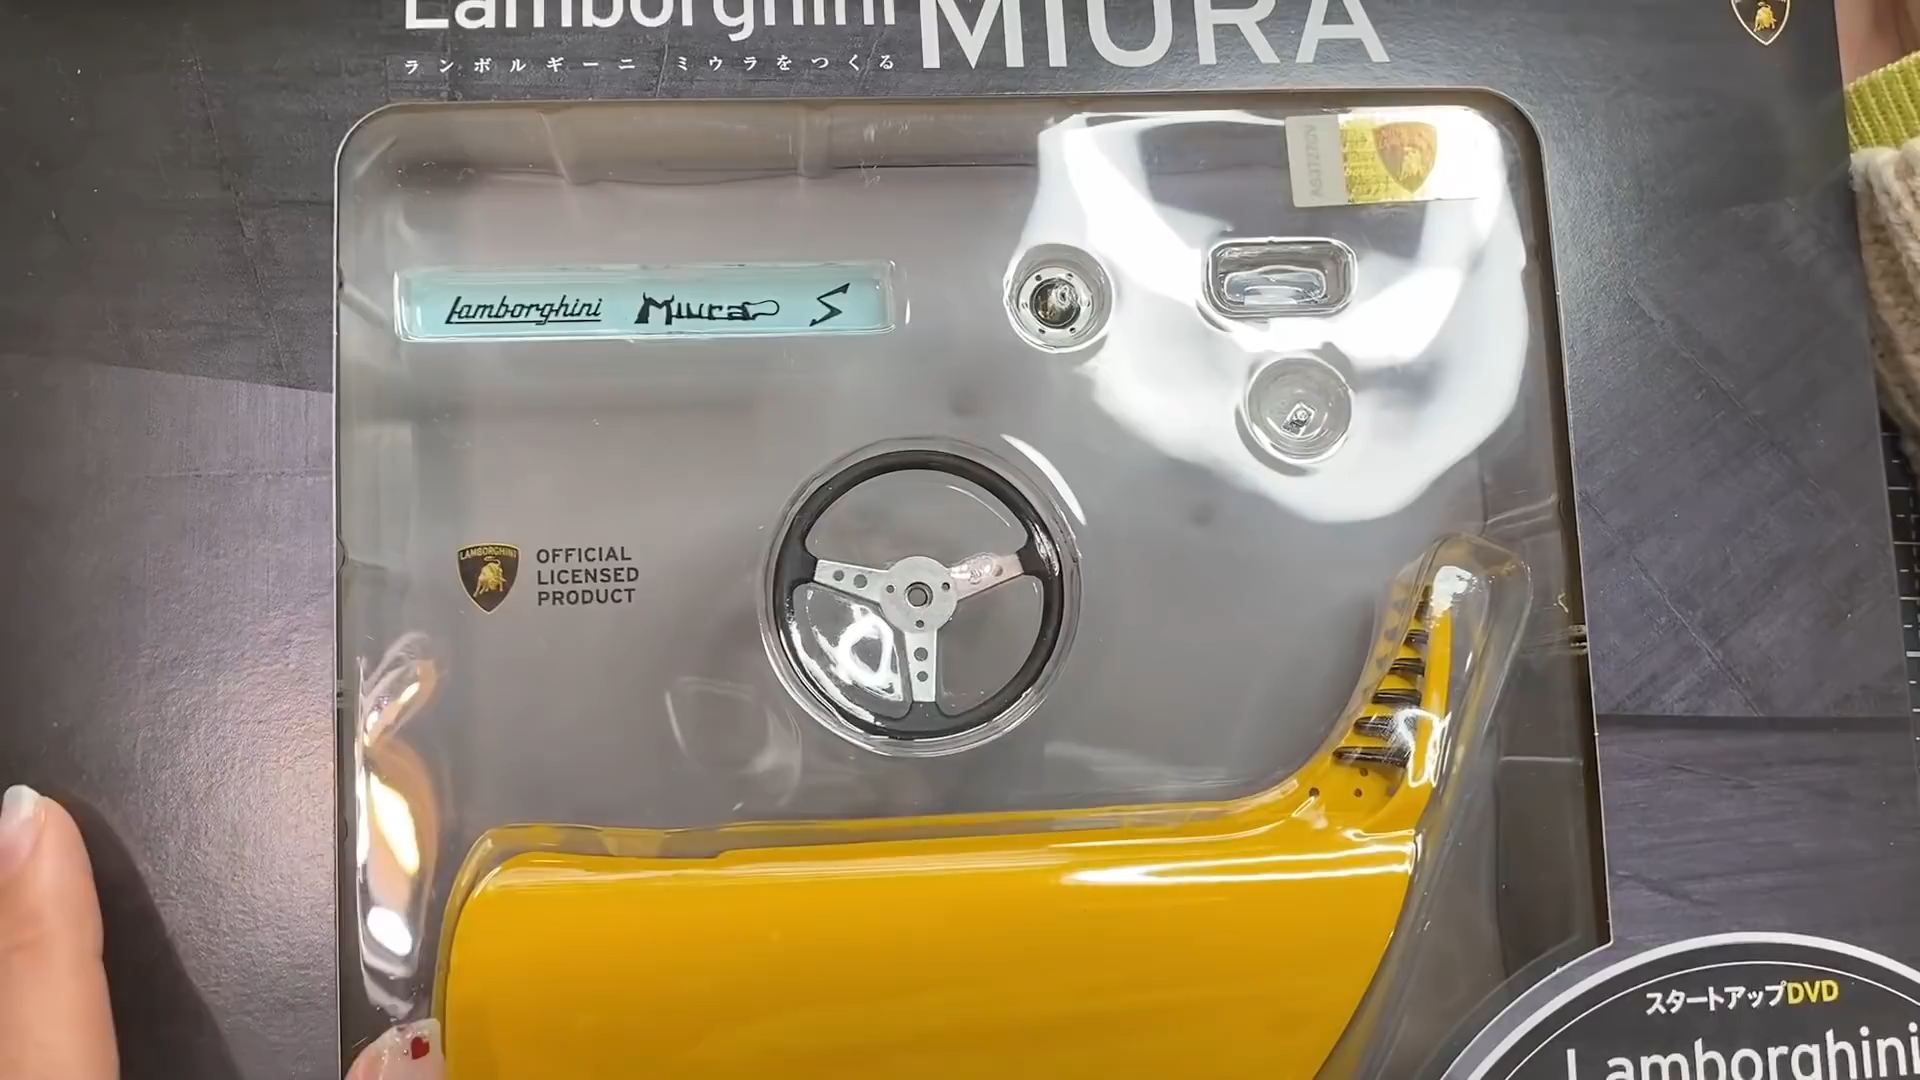 Lamborghini MIURA
ランボルギーニ ミウラをつくる
Lamborghini Miura S
LAMBORGHINI
OFFICIAL
LICENSED
PRODUCT
スタートアップDVD
Lamborghini